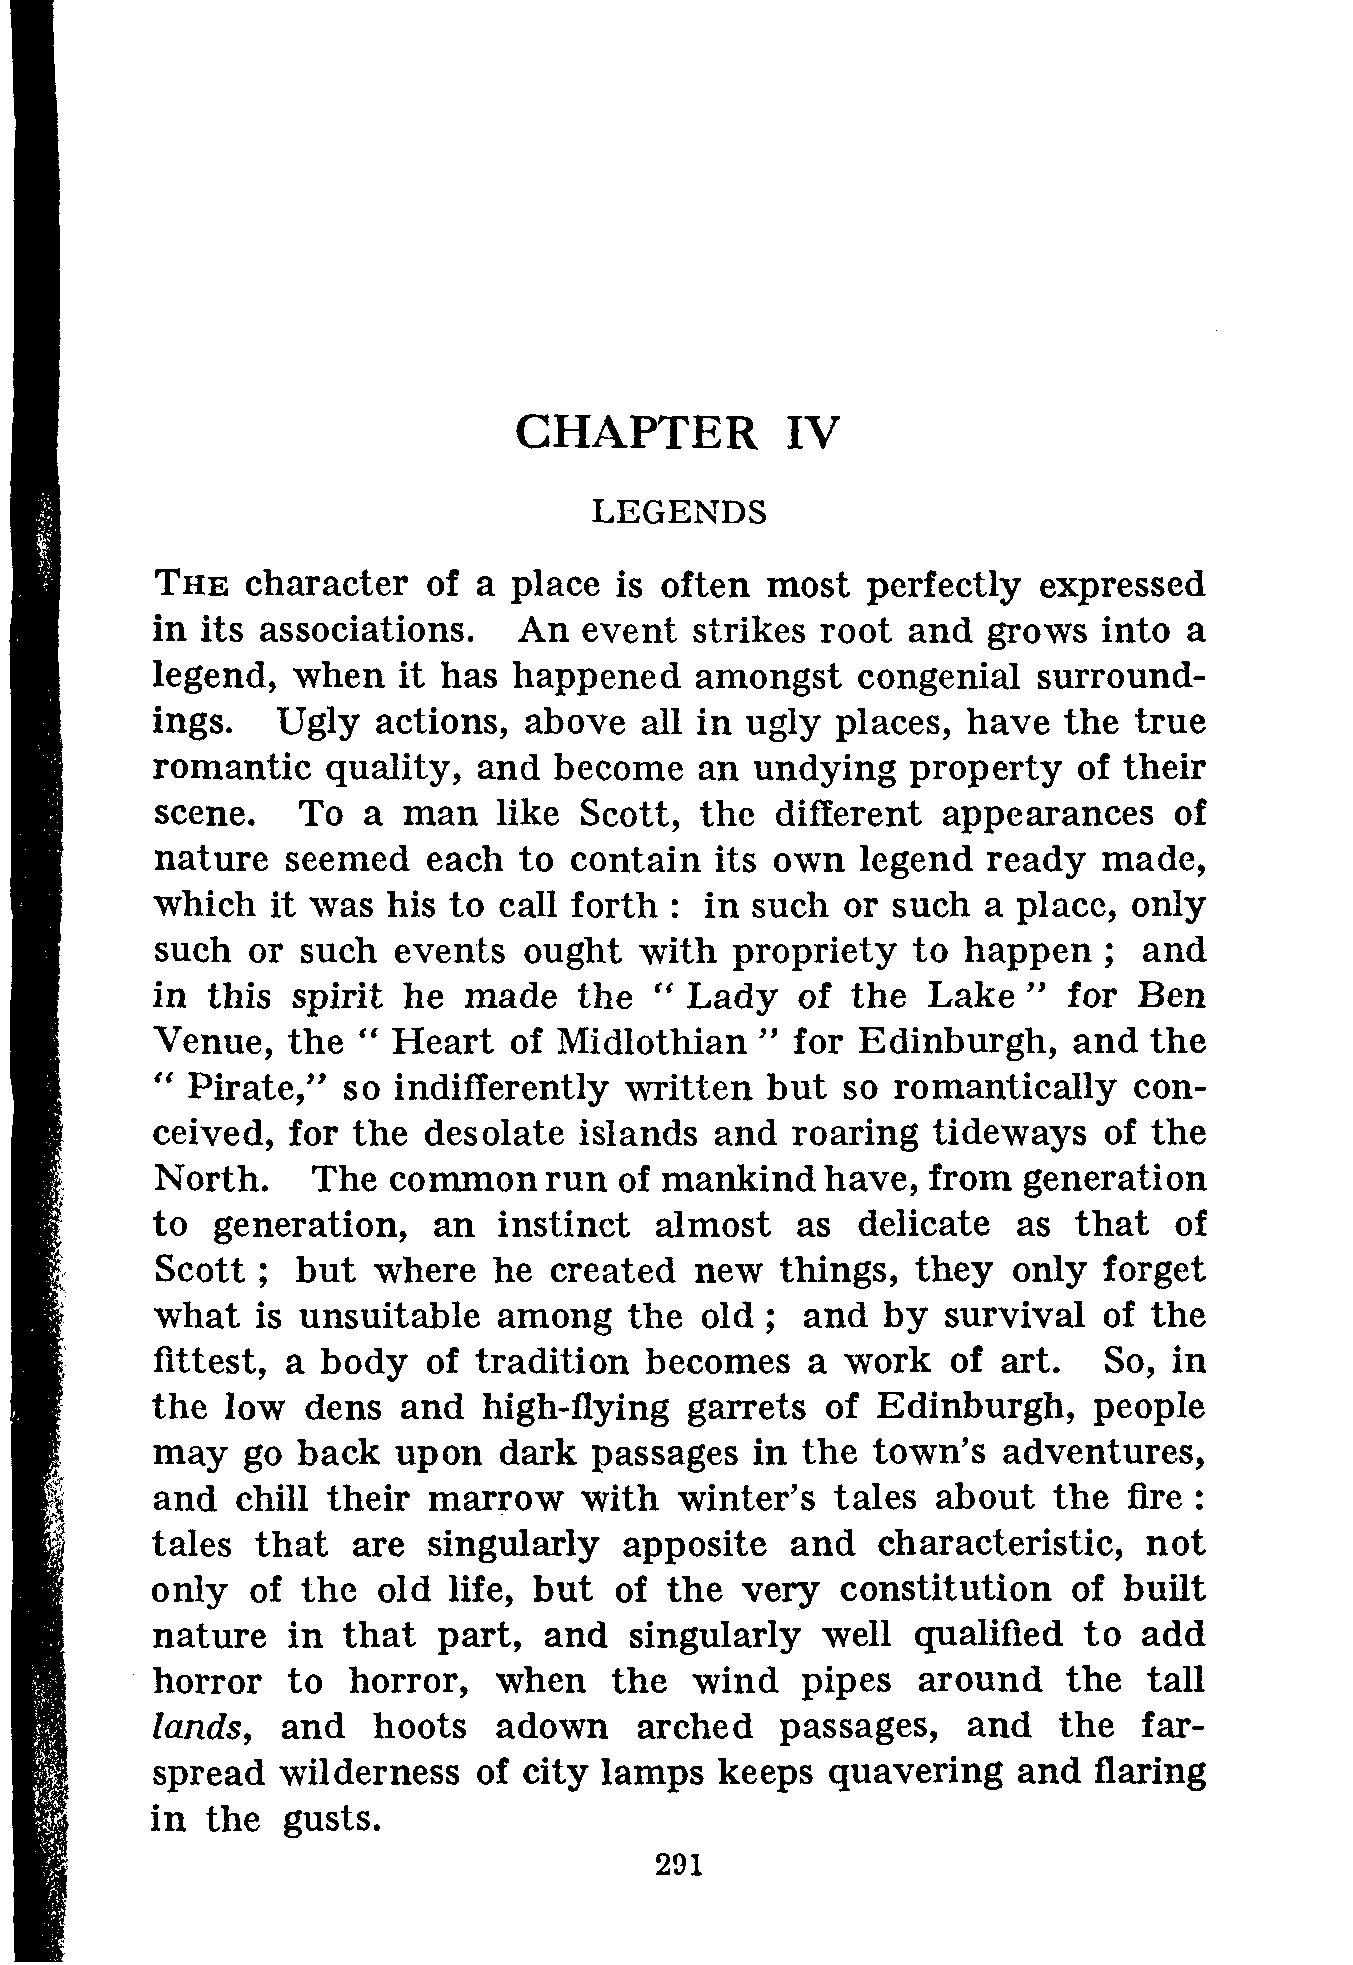 CHAPTER IV
LEGENDS
THE character of a place is often most perfectly expressed
in its associations. An event strikes root and grows into a
legend, when it has happened amongst congenial surround-
ings. Ugly actions, above all in ugly places, have the true
romantic quality, and become an undying property of their
scene. To a man like Scott, the different appearances of
nature seemed each to contain its own legend ready made,
which it was his to call forth : in such or such a place, only
such or such events ought with propriety to happen ; and
in this spirit he made the “ Lady of the Lake ” for Ben
Venue, the “ Heart of Midlothian ” for Edinburgh, and the
“ Pirate,” so indifferently written but so romantically con-
ceived, for the desolate islands and roaring tideways of the
North. The common run of mankind have, from generation
to generation, an instinct almost as delicate as that of
Scott ; but where he created new things, they only forget
what is unsuitable among the old ; and by survival of the
fittest, a body of tradition becomes a work of art. So, in
the low dens and high-flying garrets of Edinburgh, people
may go back upon dark passages in the town’s adventures,
and chill their marrow with winter’s tales about the fire :
tales that are singularly apposite and characteristic, not
only of the old life, but of the very constitution of built
nature in that part, and singularly well qualified to add
horror to horror, when the wind pipes around the tall
lands, and hoots adown arched passages, and the far-
spread wilderness of city lamps keeps quavering and flaring
in the gusts.
291